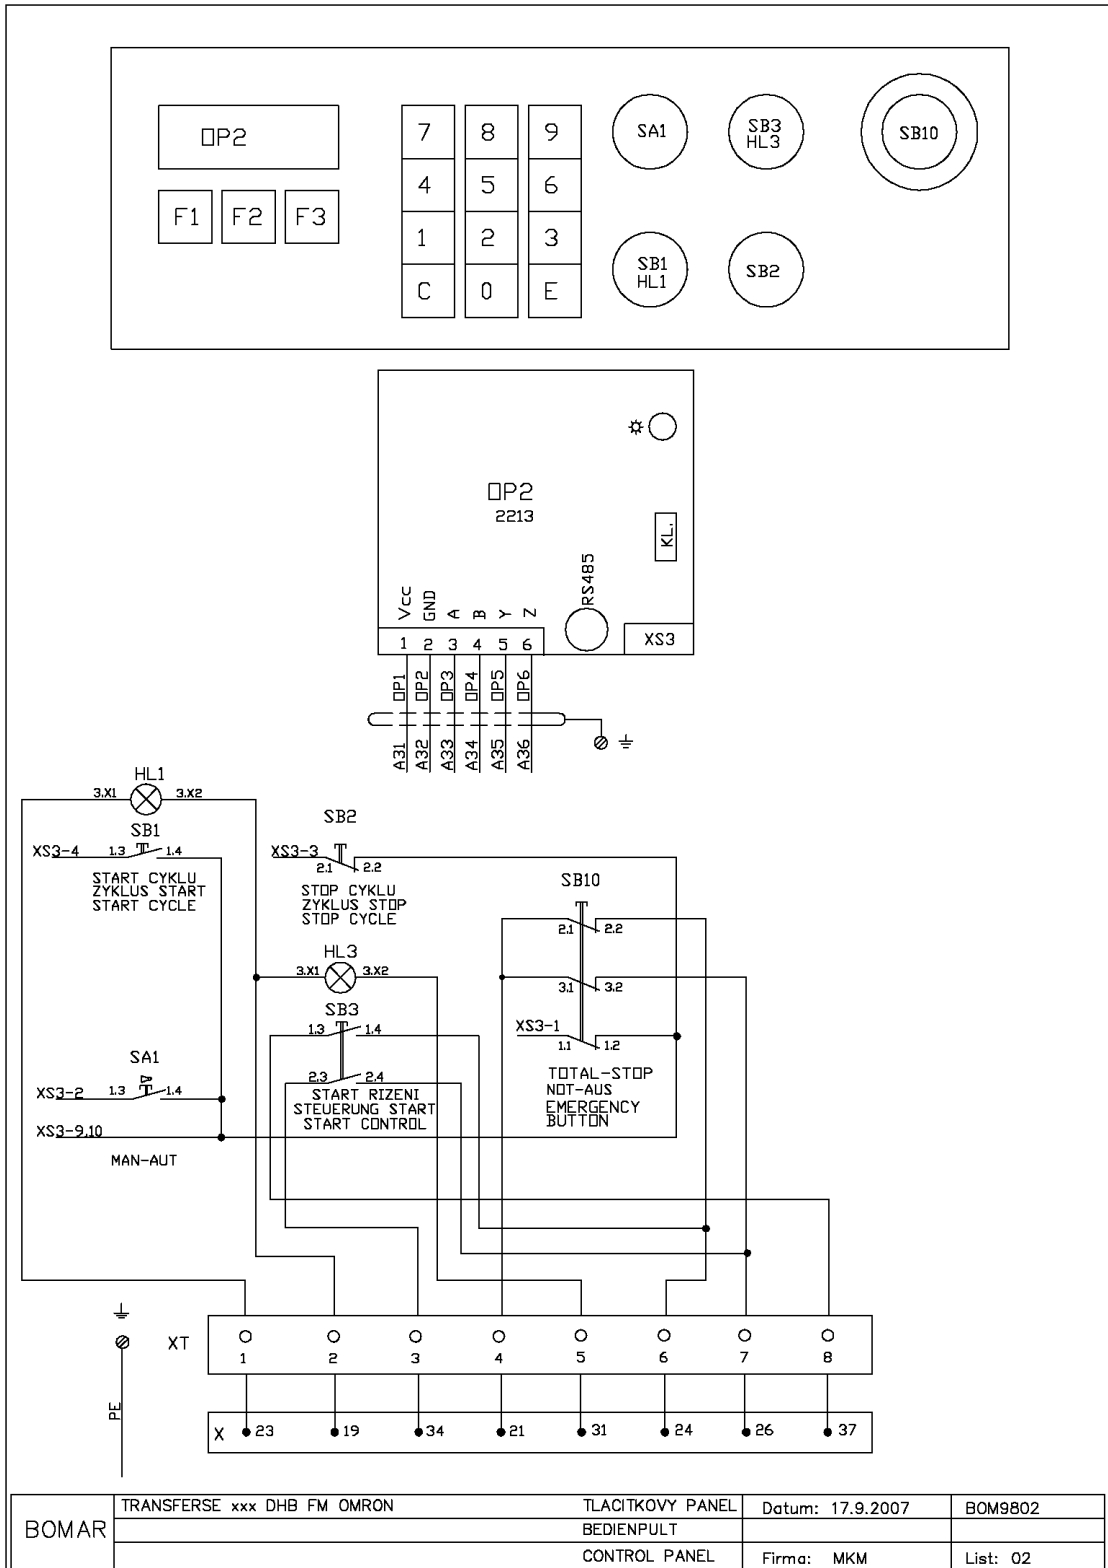 OP2
F1 F2 F3
7 8 9
4 5 6
1 2 3
C 0 E
SA1
SB3
HL3
SB10
SB1
HL1
SB2
OP2
2213
KL.
RS485
XS3
Vcc GND A B Y Z
1 2 3 4 5 6
OP1 OP2 OP3 OP4 OP5 OP6
A31 A32 A33 A34 A35 A36
HL1
3.X1 3.X2
SB1
XS3-4 1.3 1.4
START CYKLU
ZYKLUS START
START CYCLE
SB2
XS3-3
2.1 2.2
STOP CYKLU
ZYKLUS STOP
STOP CYCLE
SB10
2.1 2.2
3.1 3.2
XS3-1
1.1 1.2
TOTAL-STOP
NOT-AUS
EMERGENCY
BUTTON
HL3
3.X1 3.X2
SB3
1.3 1.4
2.3 2.4
START RIZENI
STEUERUNG START
START CONTROL
SA1
XS3-2 1.3 1.4
XS3-9,10
MAN-AUT
PE
XT
1 2 3 4 5 6 7 8
X 23 19 34 21 31 24 26 37
BOMAR
TRANSFERSE xxx DHB FM OMRON
TLACITKOVY PANEL
BEDIENPULT
CONTROL PANEL
Datum: 17.9.2007
BOM9802
Firma: MKM
List: 02